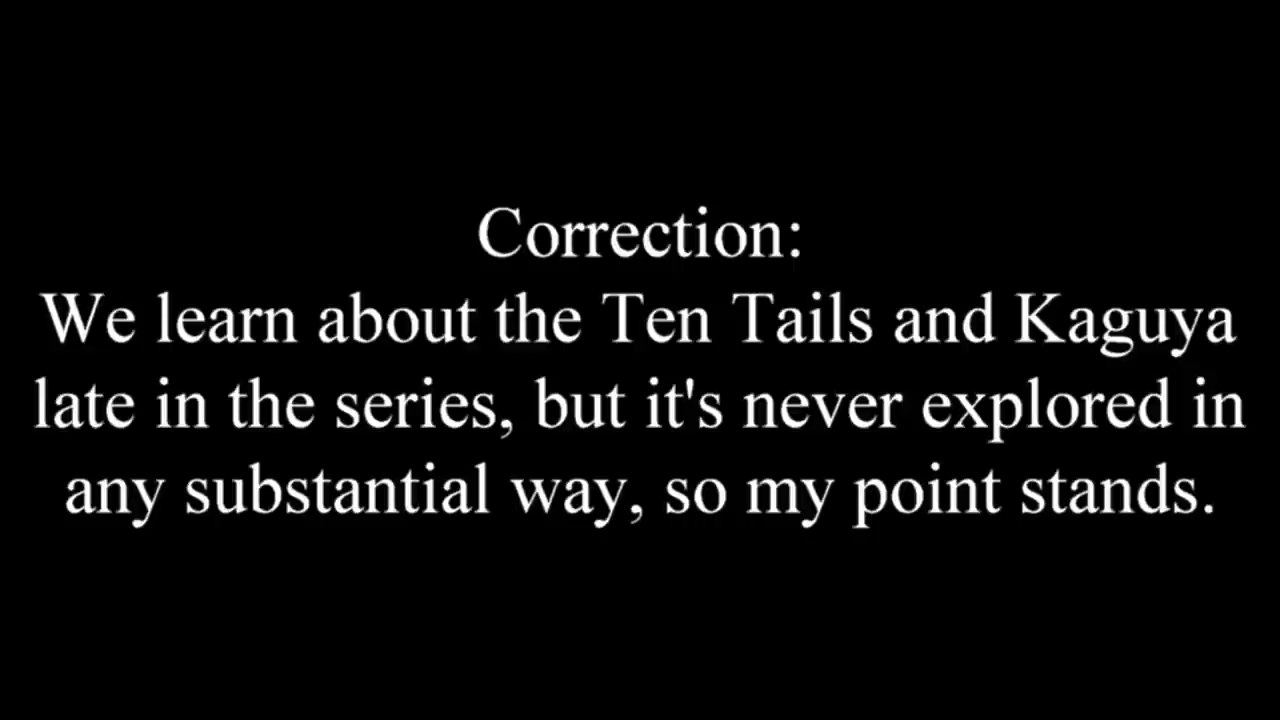 Correction:
We learn about the Ten Tails and Kaguya
late in the series, but it's never explored in
any substantial way, so my point stands.